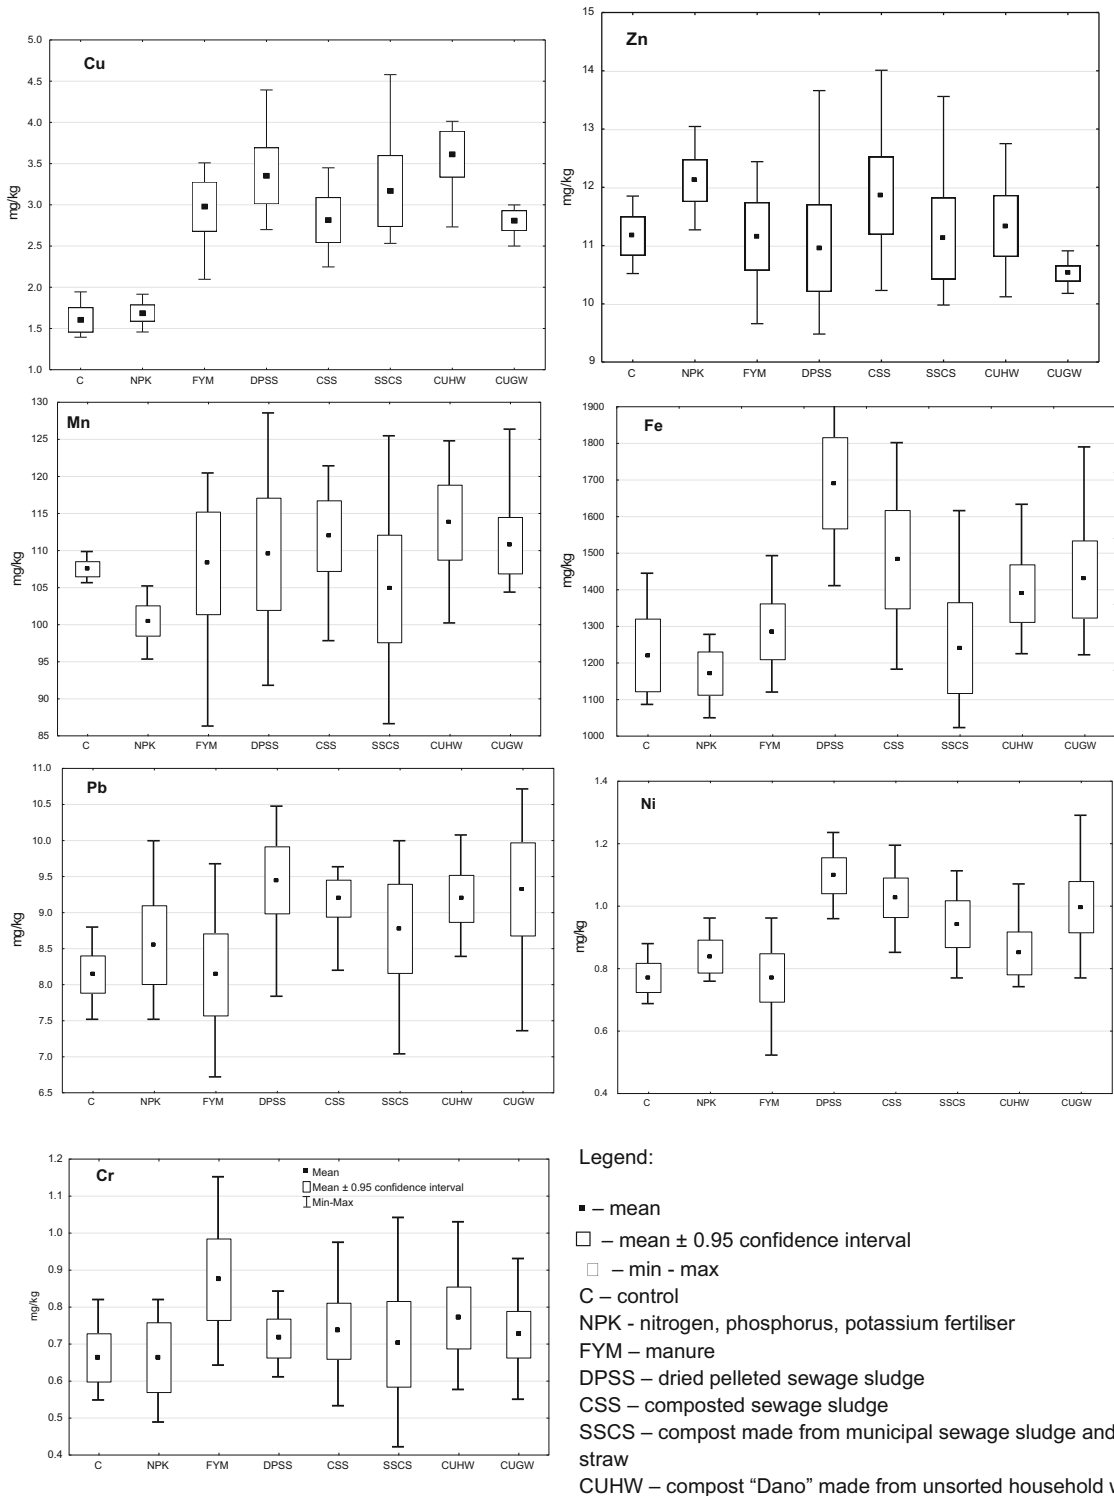 Cu
5.0
4.5
4.0
3.5
3.0
2.5
2.0
1.5
1.0
mg/kg
C NPK FYM DPSS CSS SSCS CUHW CUGW
Zn
15
14
13
12
11
10
9
mg/kg
C NPK FYM DPSS CSS SSCS CUHW CUGW
Mn
130
125
120
115
110
105
100
95
90
85
mg/kg
C NPK FYM DPSS CSS SSCS CUHW CUGW
Fe
1900
1800
1700
1600
1500
1400
1300
1200
1100
1000
mg/kg
C NPK FYM DPSS CSS SSCS CUHW CUGW
Pb
11.0
10.5
10.0
9.5
9.0
8.5
8.0
7.5
7.0
6.5
mg/kg
C NPK FYM DPSS CSS SSCS CUHW CUGW
Ni
1.4
1.2
1.0
0.8
0.6
0.4
mg/kg
C NPK FYM DPSS CSS SSCS CUHW CUGW
Cr
Mean
Mean ± 0.95 confidence interval
Min-Max
1.2
1.1
1.0
0.9
0.8
0.7
0.6
0.5
0.4
mg/kg
C NPK FYM DPSS CSS SSCS CUHW CUGW
Legend:
– mean
– mean ± 0.95 confidence interval
– min - max
C – control
NPK - nitrogen, phosphorus, potassium fertiliser
FYM – manure
DPSS – dried pelleted sewage sludge
CSS – composted sewage sludge
SSCS – compost made from municipal sewage sludge and
straw
CUHW – compost “Dano” made from unsorted household